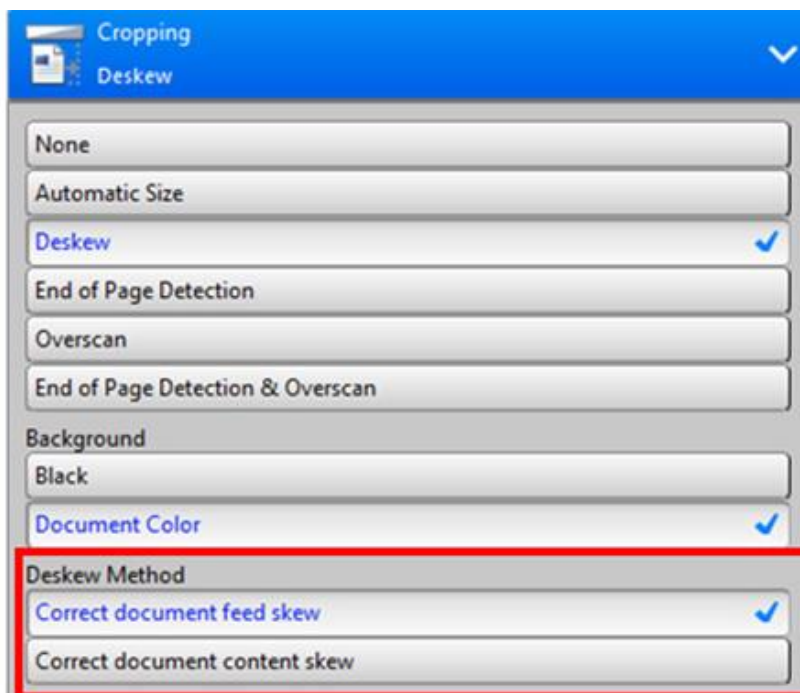 Cropping
Deskew
None
Automatic Size
Deskew
End of Page Detection
Overscan
End of Page Detection & Overscan
Background
Black
Document Color
Deskew Method
Correct document feed skew
Correct document content skew